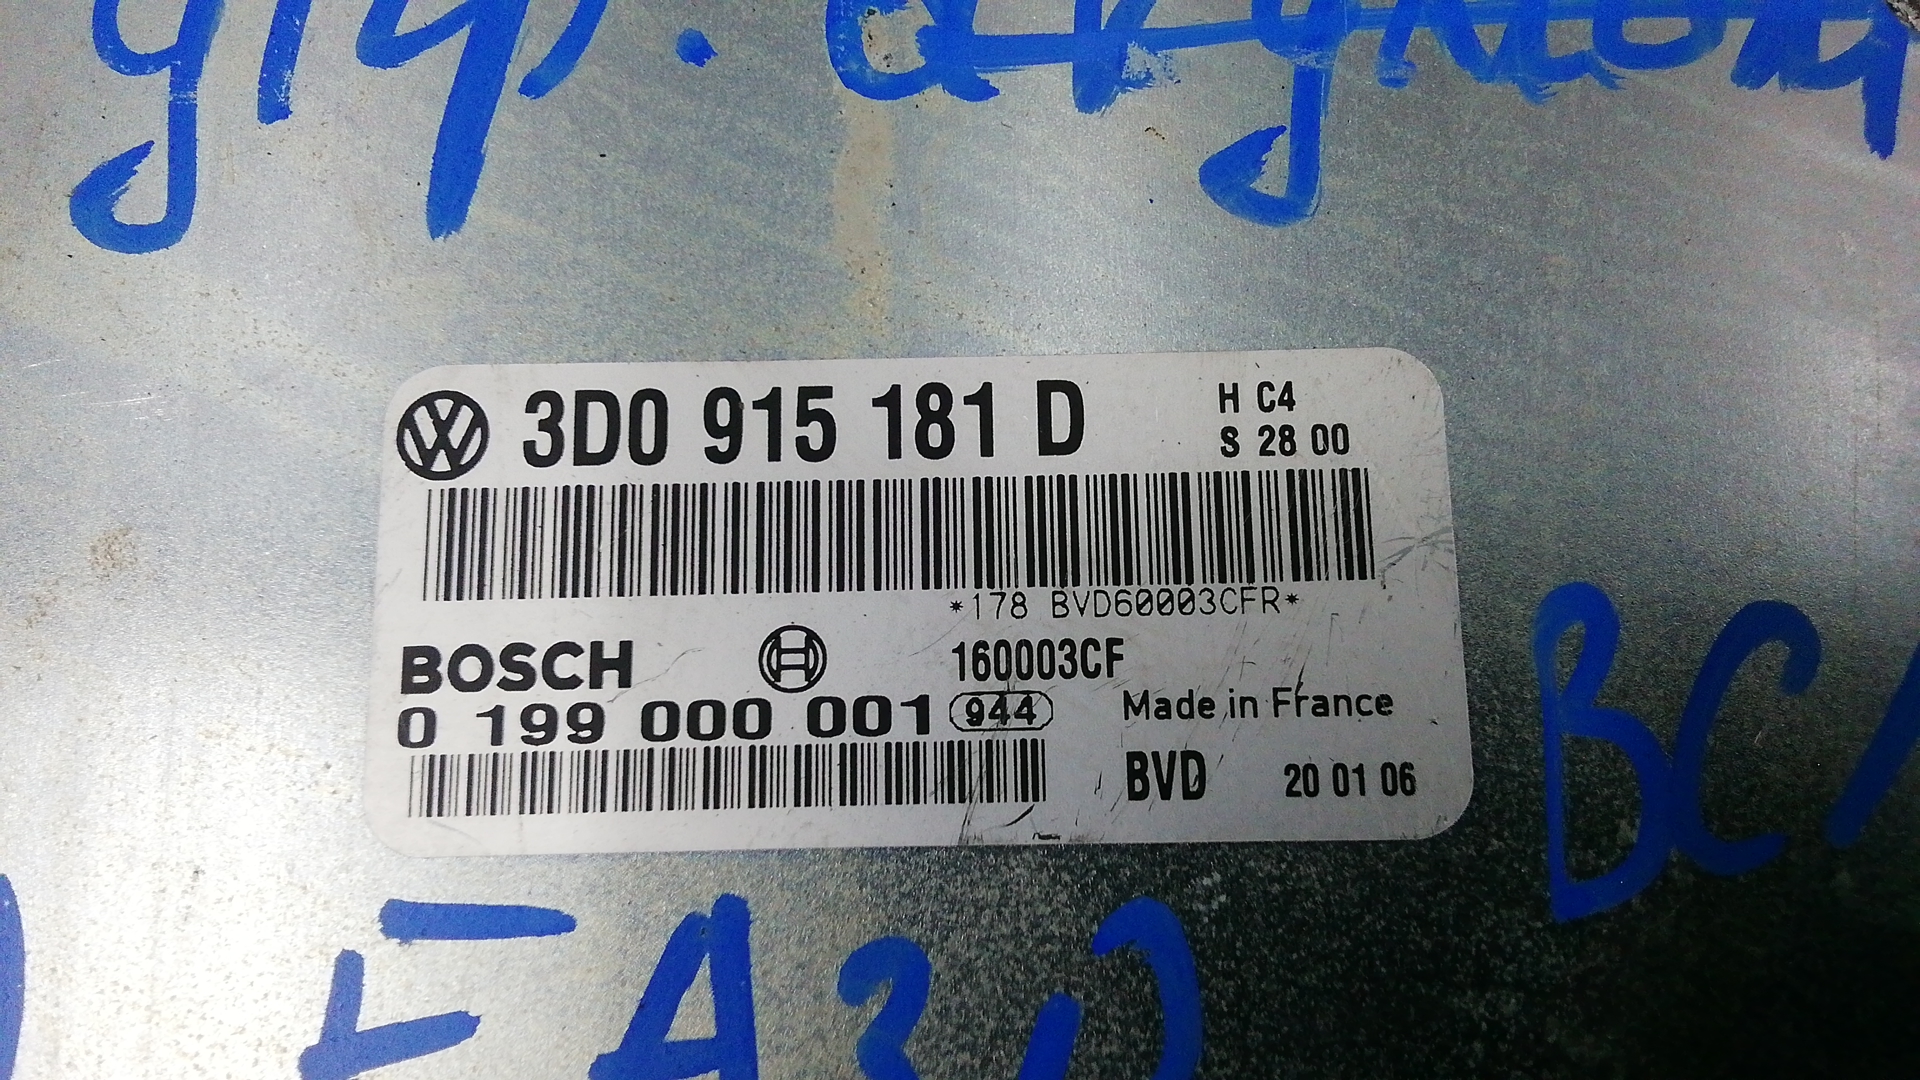 упр.
3D0 915 181 D
H C4
S 28 00
*178 BVD60003CFR*
BOSCH
160003CF
0 199 000 001 944
Made in France
BVD
20 01 06